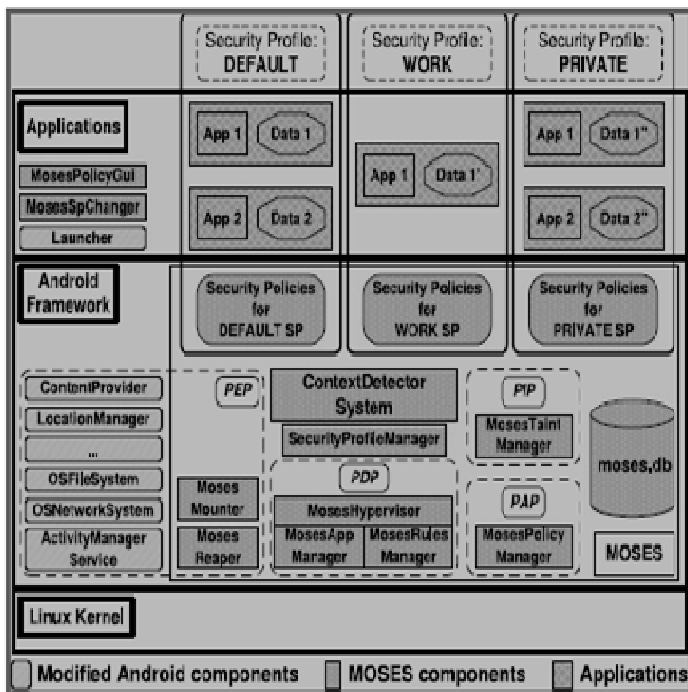 Security Profile:
DEFAULT
Security Profile:
WORK
Security Profile:
PRIVATE
Applications
MosesPolicyGui
MosesSpChanger
Launcher
App 1
Data 1
App 2
Data 2
App 1
Data 1'
App 1
Data 1"
App 2
Data 2"
Android
Framework
Security Policies
for
DEFAULT SP
Security Policies
for
WORK SP
Security Policies
for
PRIVATE SP
ContentProvider
LocationManager
...
OSFileSystem
OSNetworkSystem
ActivityManager
Service
PEP
Moses
Mounter
Moses
Reaper
ContextDetector
System
SecurityProfileManager
PDP
MosesHypervisor
MosesApp
Manager
MosesRules
Manager
PIP
MosesTaint
Manager
PAP
MosesPolicy
Manager
moses.db
MOSES
Linux Kernel
Modified Android components
MOSES components
Applications